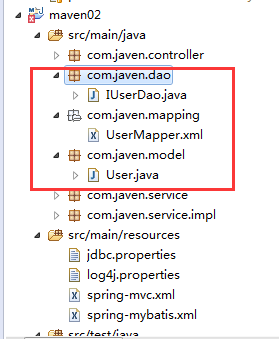 maven02
src/main/java
com.javen.controller
com.javen.dao
IUserDao.java
com.javen.mapping
UserMapper.xml
com.javen.model
User.java
com.javen.service
com.javen.service.impl
src/main/resources
jdbc.properties
log4j.properties
spring-mvc.xml
spring-mybatis.xml
src/test/java